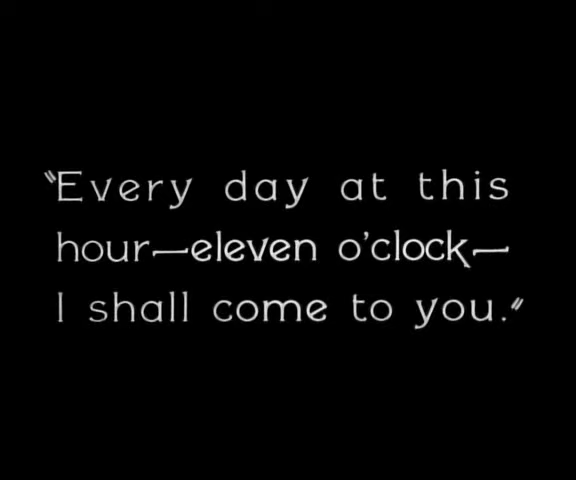 "Every day at this
hour—eleven o'clock—
I shall come to you."